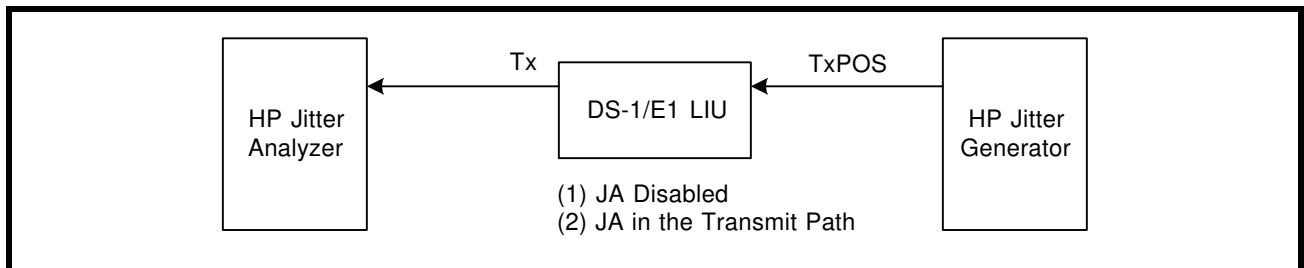 Tx
TxPOS
HP Jitter
Analyzer
DS-1/E1 LIU
HP Jitter
Generator
(1) JA Disabled
(2) JA in the Transmit Path